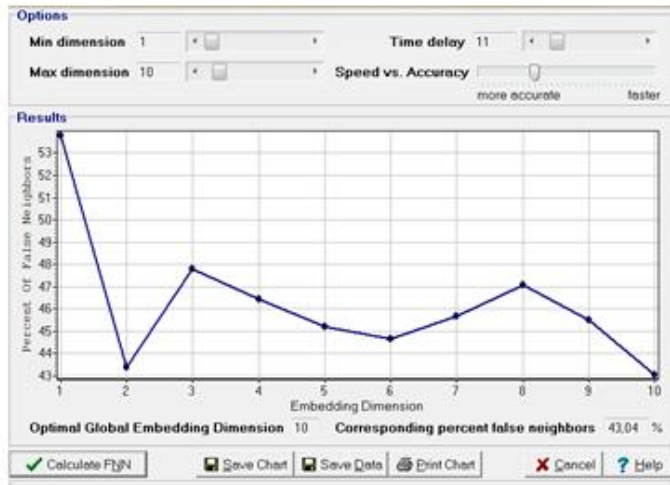 Options
Min dimension 1
Time delay 11
Max dimension 10
Speed vs. Accuracy
more accurate faster
Results
Percent Of False Neighbors
53
52
51
50
49
48
47
46
45
44
43
1 2 3 4 5 6 7 8 9 10
Embedding Dimension
Optimal Global Embedding Dimension 10 Corresponding percent false neighbors 43,04 %
Calculate FNN Save Chart Save Data Print Chart Cancel Help